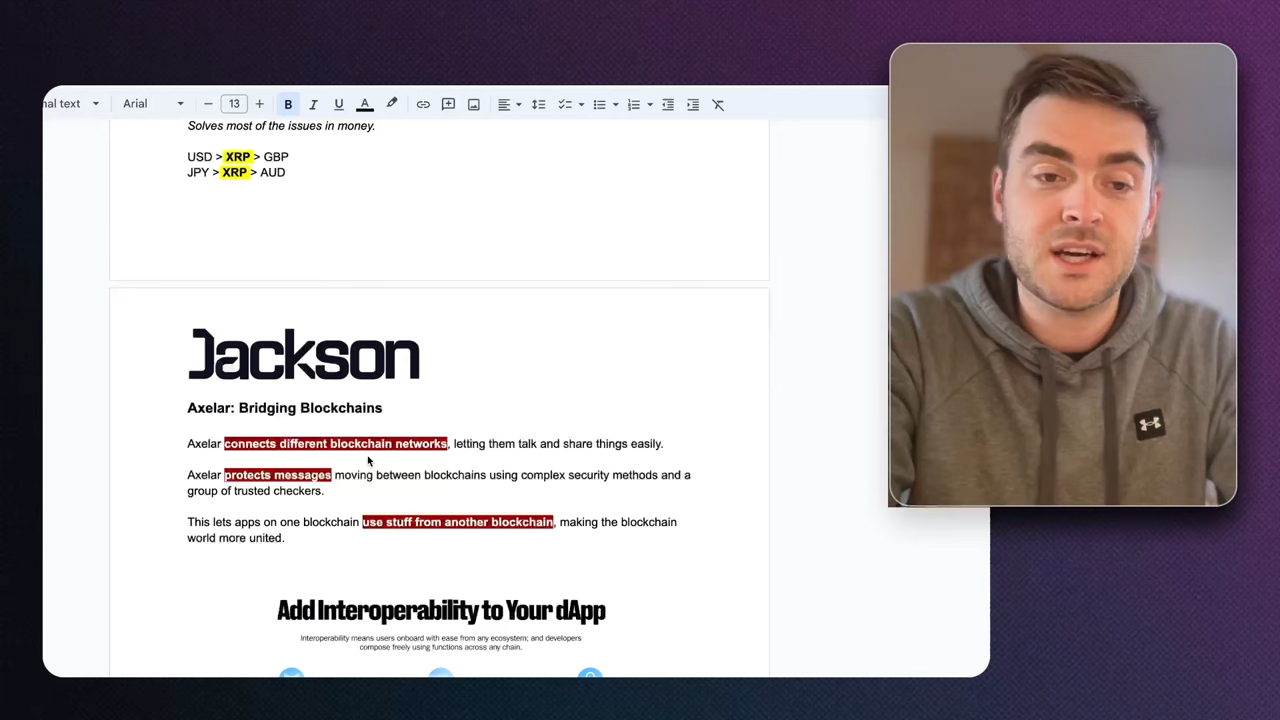 nal text
Arial
13
B
I
U
A
Solves most of the issues in money.
USD > XRP > GBP
JPY > XRP > AUD
Jackson
Axelar: Bridging Blockchains
Axelar connects different blockchain networks, letting them talk and share things easily.
Axelar protects messages moving between blockchains using complex security methods and a
group of trusted checkers.
This lets apps on one blockchain use stuff from another blockchain, making the blockchain
world more united.
Add Interoperability to Your dApp
Interoperability means users onboard with ease from any ecosystem; and developers
compose freely using functions across any chain.